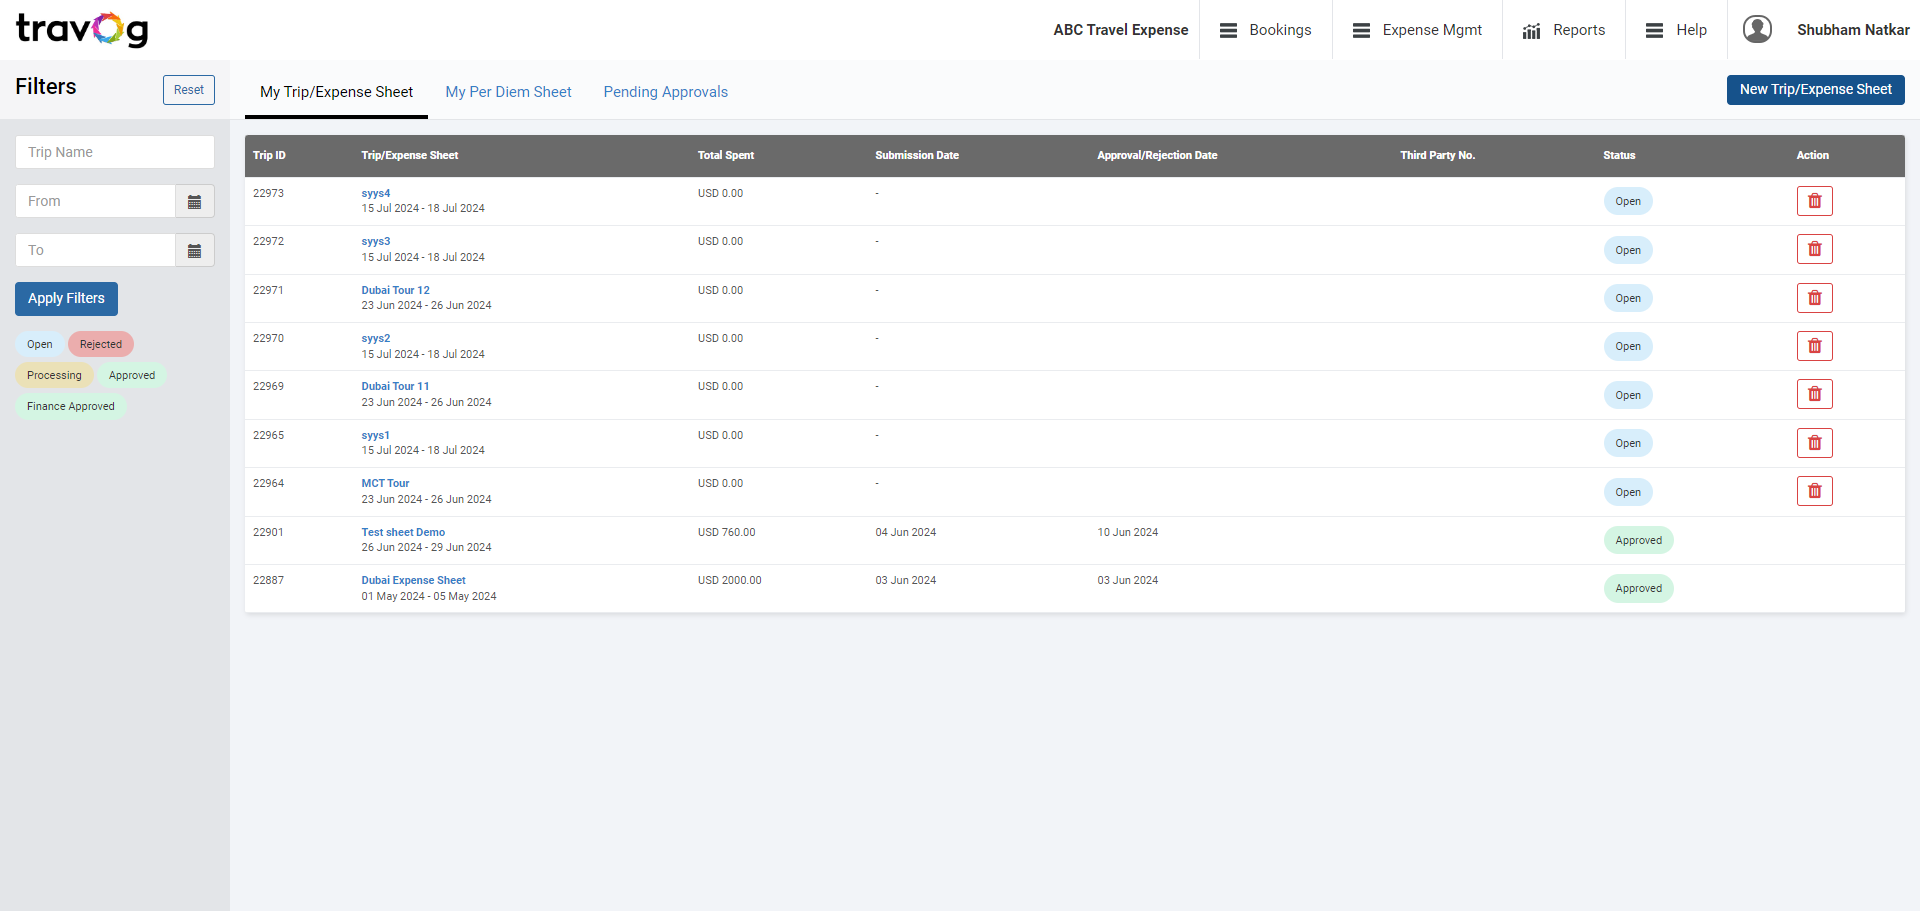 travog
ABC Travel Expense
Bookings
Expense Mgmt
Reports
Help
Shubham Natkar
Filters
Reset
Trip Name
From
To
Apply Filters
Open Rejected
Processing Approved
Finance Approved
My Trip/Expense Sheet My Per Diem Sheet Pending Approvals
New Trip/Expense Sheet
Trip ID Trip/Expense Sheet Total Spent Submission Date Approval/Rejection Date Third Party No. Status Action
22973 syys4 USD 0.00 - Open
15 Jul 2024 - 18 Jul 2024
22972 syys3 USD 0.00 - Open
15 Jul 2024 - 18 Jul 2024
22971 Dubai Tour 12 USD 0.00 - Open
23 Jun 2024 - 26 Jun 2024
22970 syys2 USD 0.00 - Open
15 Jul 2024 - 18 Jul 2024
22969 Dubai Tour 11 USD 0.00 - Open
23 Jun 2024 - 26 Jun 2024
22965 syys1 USD 0.00 - Open
15 Jul 2024 - 18 Jul 2024
22964 MCT Tour USD 0.00 - Open
23 Jun 2024 - 26 Jun 2024
22901 Test sheet Demo USD 760.00 04 Jun 2024 10 Jun 2024 Approved
26 Jun 2024 - 29 Jun 2024
22887 Dubai Expense Sheet USD 2000.00 03 Jun 2024 03 Jun 2024 Approved
01 May 2024 - 05 May 2024